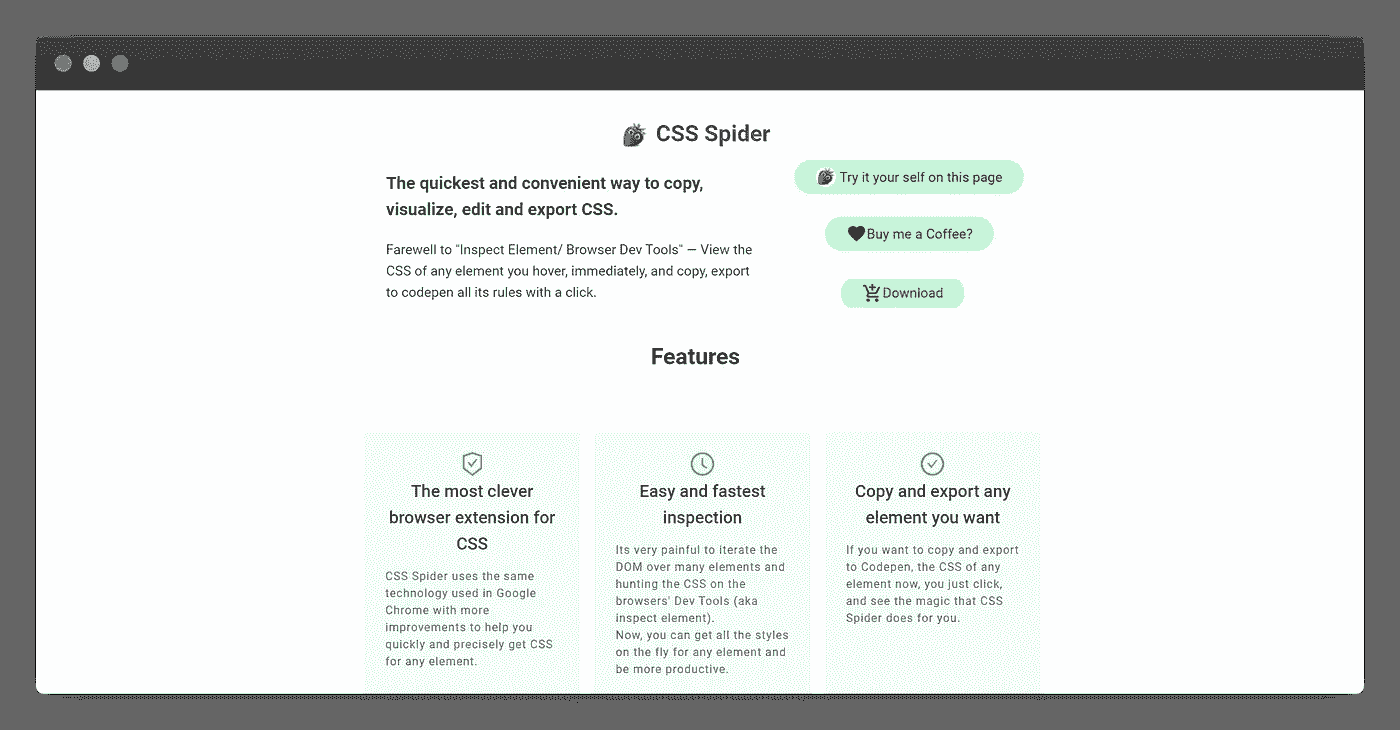 CSS Spider
The quickest and convenient way to copy,
visualize, edit and export CSS.
Farewell to "Inspect Element/ Browser Dev Tools" — View the
CSS of any element you hover, immediately, and copy, export
to codepen all its rules with a click.
Try it your self on this page
Buy me a Coffee?
Download
Features
The most clever
browser extension for
CSS
CSS Spider uses the same
technology used in Google
Chrome with more
improvements to help you
quickly and precisely get CSS
for any element.
Easy and fastest
inspection
Its very painful to iterate the
DOM over many elements and
hunting the CSS on the
browsers' Dev Tools (aka
inspect element).
Now, you can get all the styles
on the fly for any element and
be more productive.
Copy and export any
element you want
If you want to copy and export
to Codepen, the CSS of any
element now, you just click,
and see the magic that CSS
Spider does for you.